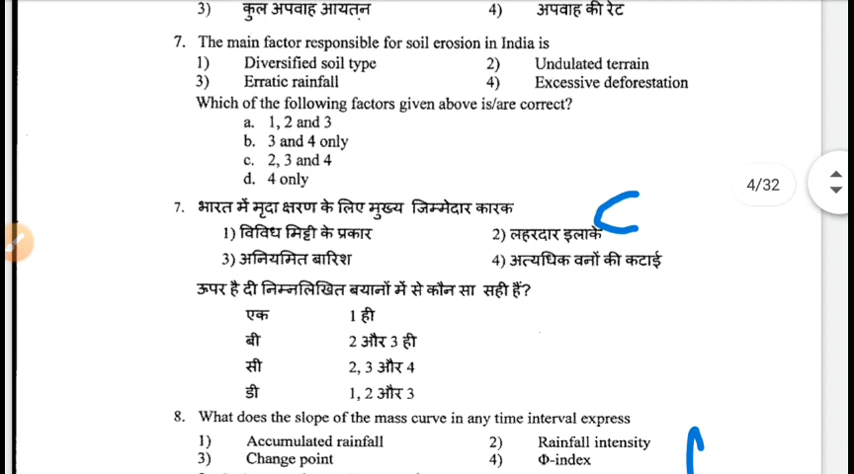 3) कुल अपवाह आयतन 4) अपवाह की रेट
7. The main factor responsible for soil erosion in India is
1) Diversified soil type 2) Undulated terrain
3) Erratic rainfall 4) Excessive deforestation
Which of the following factors given above is/are correct?
a. 1, 2 and 3
b. 3 and 4 only
c. 2, 3 and 4
d. 4 only
4/32
7. भारत में मृदा क्षरण के लिए मुख्य जिम्मेदार कारक
1) विविध मिट्टी के प्रकार 2) लहरदार इलाके
3) अनियमित बारिश 4) अत्यधिक वनों की कटाई
ऊपर है दी निम्नलिखित बयानों में से कौन सा सही हैं?
एक 1 ही
बी 2 और 3 ही
सी 2, 3 और 4
डी 1, 2 और 3
8. What does the slope of the mass curve in any time interval express
1) Accumulated rainfall 2) Rainfall intensity
3) Change point 4) Φ-index